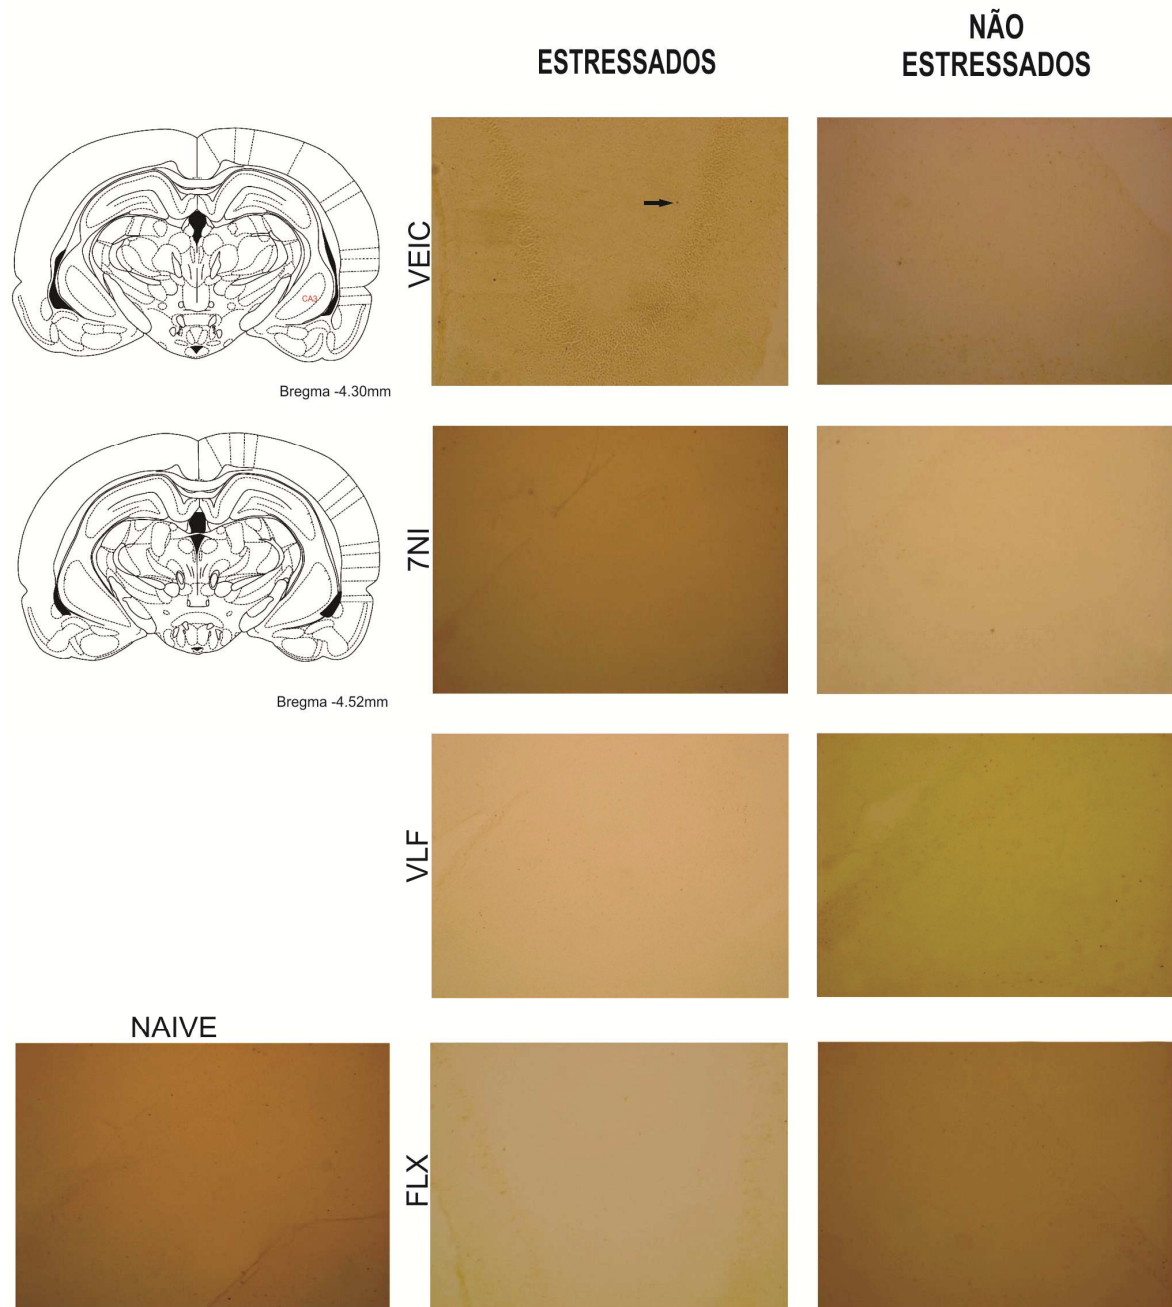 ESTRESSADOS
NÃO
ESTRESSADOS
VEIC
CA3
Bregma -4.30mm
7NI
Bregma -4.52mm
VLF
NAIVE
FLX